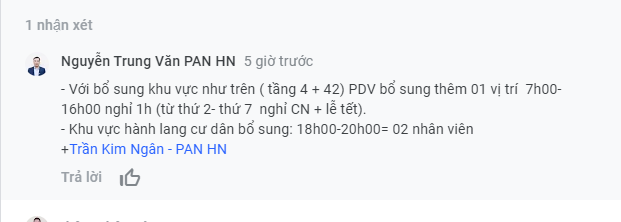 1 nhận xét
Nguyễn Trung Văn PAN HN 5 giờ trước
- Với bổ sung khu vực như trên ( tầng 4 + 42) PDV bổ sung thêm 01 vị trí 7h00-
16h00 nghỉ 1h (từ thứ 2- thứ 7 nghỉ CN + lễ tết).
- Khu vực hành lang cư dân bổ sung: 18h00-20h00= 02 nhân viên
+Trần Kim Ngân - PAN HN
Trả lời